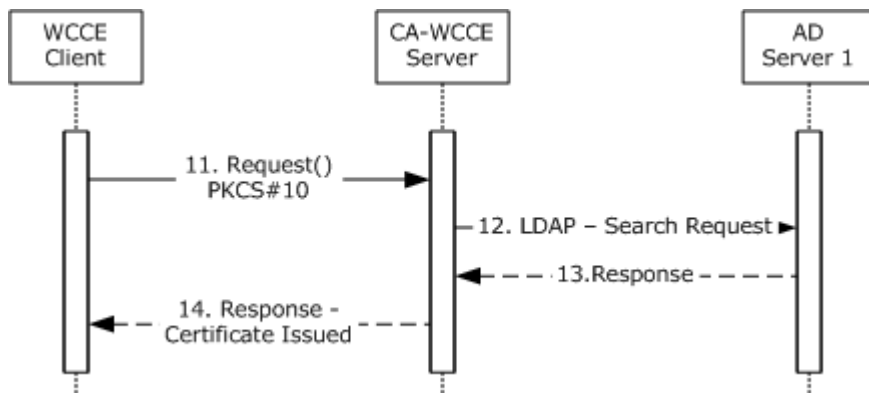 WCCE
Client
CA-WCCE
Server
AD
Server 1
11. Request()
PKCS#10
12. LDAP – Search Request
13.Response
14. Response -
Certificate Issued